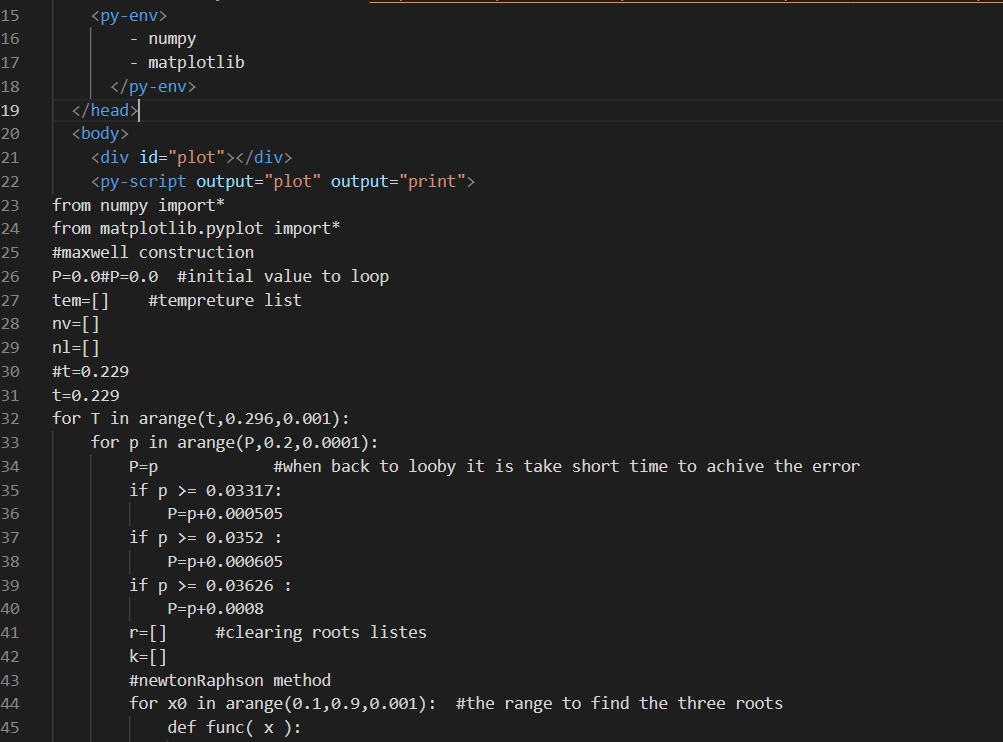 15 <py-env>
16 - numpy
17 - matplotlib
18 </py-env>
19 </head>
20 <body>
21 <div id="plot"></div>
22 <py-script output="plot" output="print">
23 from numpy import*
24 from matplotlib.pyplot import*
25 #maxwell construction
26 P=0.0#P=0.0  #initial value to loop
27 tem=[]    #tempreture list
28 nv=[]
29 nl=[]
30 #t=0.229
31 t=0.229
32 for T in arange(t,0.296,0.001):
33     for p in arange(P,0.2,0.0001):
34         P=p            #when back to looby it is take short time to achive the error
35         if p >= 0.03317:
36             P=p+0.000505
37         if p >= 0.0352 :
38             P=p+0.000605
39         if p >= 0.03626 :
40             P=p+0.0008
41         r=[]     #clearing roots listes
42         k=[]
43         #newtonRaphson method
44         for x0 in arange(0.1,0.9,0.001):  #the range to find the three roots
45             def func( x ):